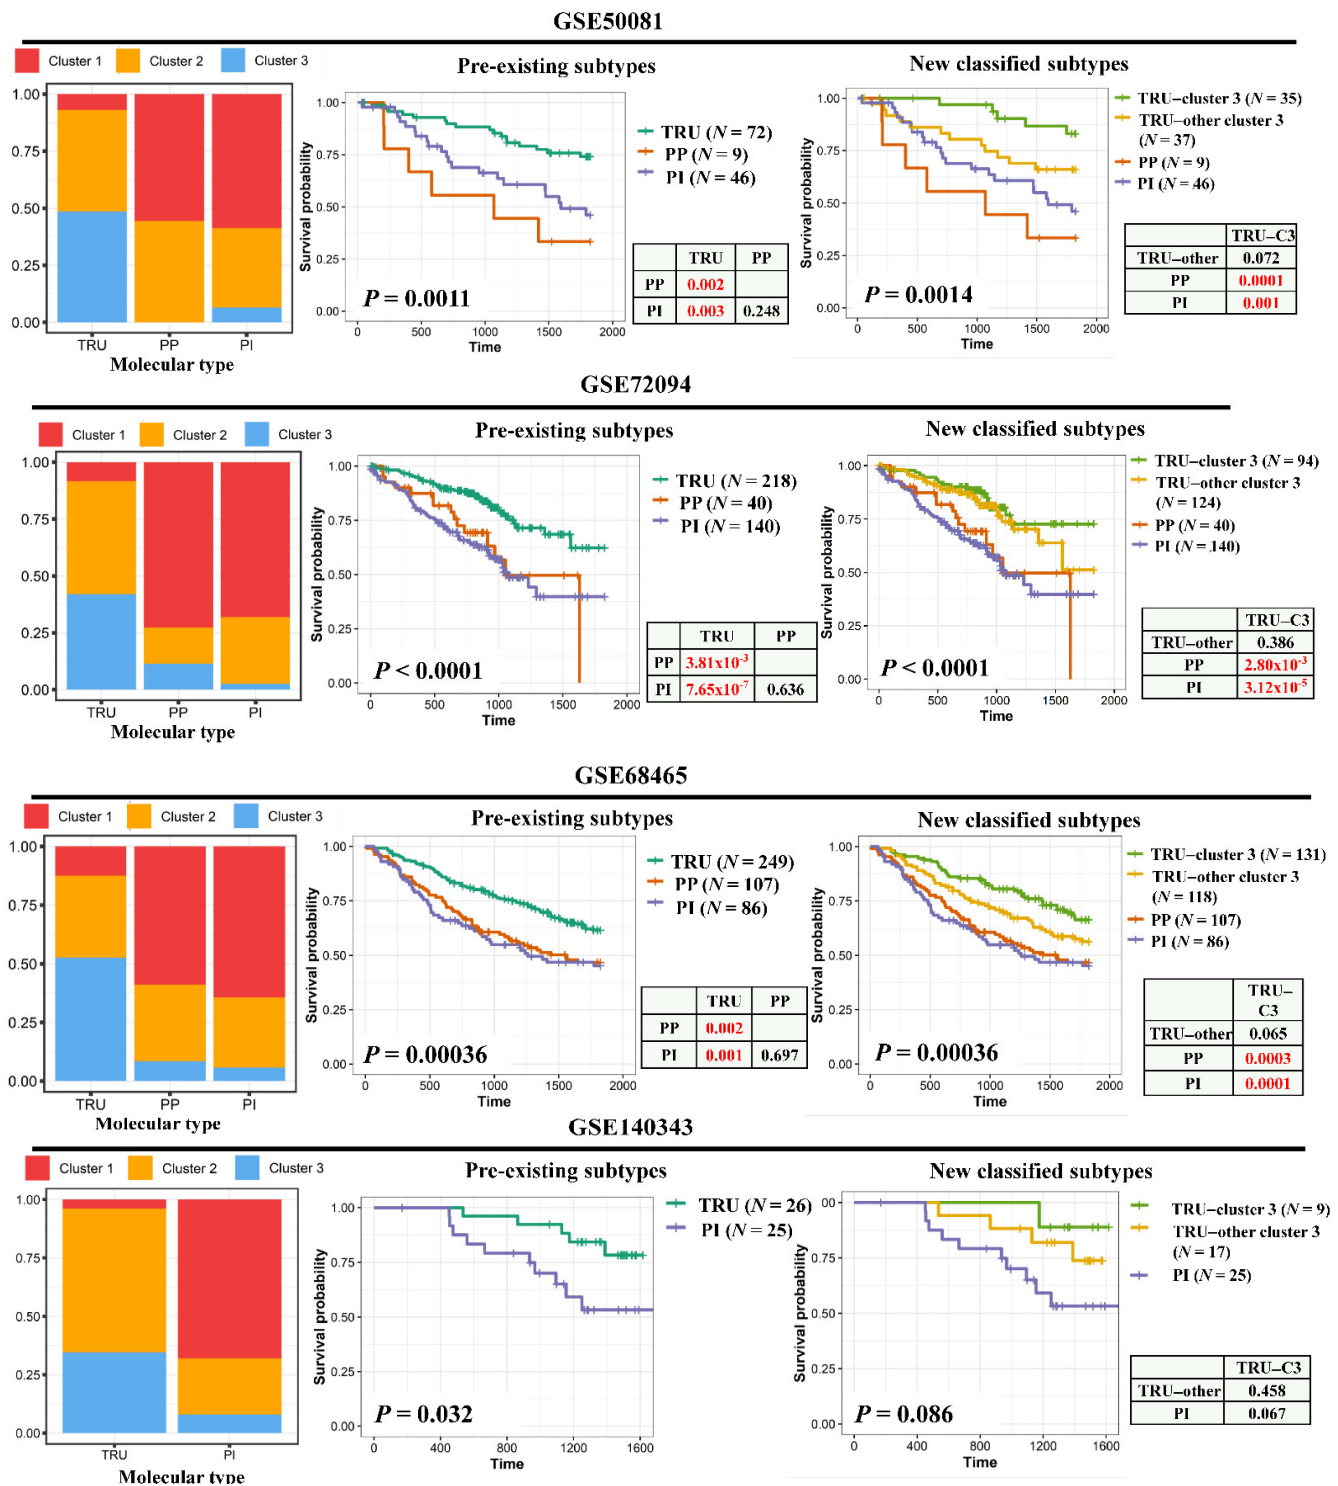 GSE50081
Cluster 1 Cluster 2 Cluster 3
1.00
0.75
0.50
0.25
0.00
TRU PP PI
Molecular type
Pre-existing subtypes
Survival probability
1.00
0.75
0.50
0.25
0.00
P = 0.0011
0 500 1000 1500 2000
Time
TRU (N = 72)
PP (N = 9)
PI (N = 46)
TRU PP
PP 0.002
PI 0.003 0.248
New classified subtypes
Survival probability
1.00
0.75
0.50
0.25
0.00
P = 0.0014
0 500 1000 1500 2000
Time
TRU–cluster 3 (N = 35)
TRU–other cluster 3
(N = 37)
PP (N = 9)
PI (N = 46)
TRU–C3
TRU–other 0.072
PP 0.0001
PI 0.001
GSE72094
Cluster 1 Cluster 2 Cluster 3
1.00
0.75
0.50
0.25
0.00
TRU PP PI
Molecular type
Pre-existing subtypes
Survival probability
1.00
0.75
0.50
0.25
0.00
P < 0.0001
0 500 1000 1500 2000
Time
TRU (N = 218)
PP (N = 40)
PI (N = 140)
TRU PP
PP 3.81x10-3
PI 7.65x10-7 0.636
New classified subtypes
Survival probability
1.00
0.75
0.50
0.25
0.00
P < 0.0001
0 500 1000 1500 2000
Time
TRU–cluster 3 (N = 94)
TRU–other cluster 3
(N = 124)
PP (N = 40)
PI (N = 140)
TRU–C3
TRU–other 0.386
PP 2.80x10-3
PI 3.12x10-5
GSE68465
Cluster 1 Cluster 2 Cluster 3
1.00
0.75
0.50
0.25
0.00
TRU PP PI
Molecular type
Pre-existing subtypes
Survival probability
1.00
0.75
0.50
0.25
0.00
P = 0.00036
0 500 1000 1500 2000
Time
TRU (N = 249)
PP (N = 107)
PI (N = 86)
TRU PP
PP 0.002
PI 0.001 0.697
New classified subtypes
Survival probability
1.00
0.75
0.50
0.25
0.00
P = 0.00036
0 500 1000 1500 2000
Time
TRU–cluster 3 (N = 131)
TRU–other cluster 3
(N = 118)
PP (N = 107)
PI (N = 86)
TRU–
C3
TRU–other 0.065
PP 0.0003
PI 0.0001
GSE140343
Cluster 1 Cluster 2 Cluster 3
1.00
0.75
0.50
0.25
0.00
TRU PI
Molecular type
Pre-existing subtypes
Survival probability
1.00
0.75
0.50
0.25
0.00
P = 0.032
0 400 800 1200 1600
Time
TRU (N = 26)
PI (N = 25)
New classified subtypes
Survival probability
00
0.75
0.50
0.25
0.00
P = 0.086
0 400 800 1200 1600
Time
TRU–cluster 3 (N = 9)
TRU–other cluster 3
(N = 17)
PI (N = 25)
TRU–C3
TRU–other 0.458
PI 0.067